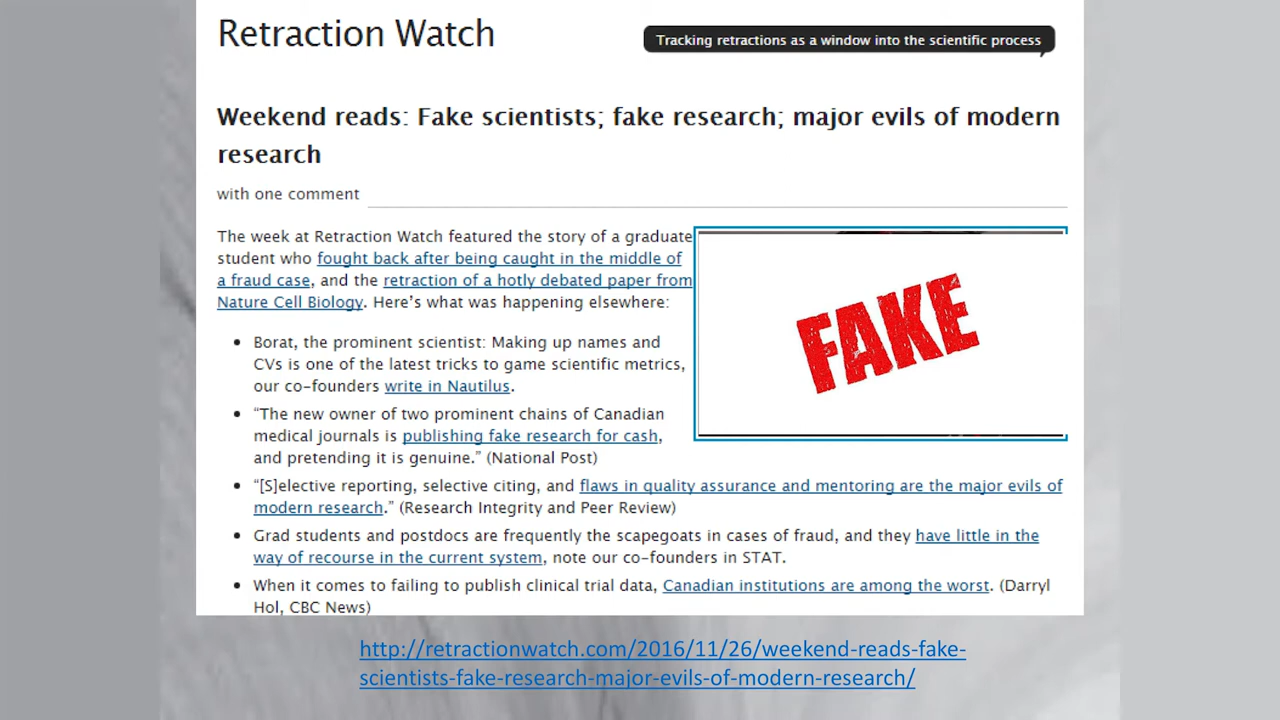 Retraction Watch
Tracking retractions as a window into the scientific process
Weekend reads: Fake scientists; fake research; major evils of modern
research
with one comment
The week at Retraction Watch featured the story of a graduate
student who fought back after being caught in the middle of
a fraud case, and the retraction of a hotly debated paper from
Nature Cell Biology. Here’s what was happening elsewhere:
FAKE
• Borat, the prominent scientist: Making up names and
CVs is one of the latest tricks to game scientific metrics,
our co-founders write in Nautilus.
• “The new owner of two prominent chains of Canadian
medical journals is publishing fake research for cash,
and pretending it is genuine.” (National Post)
• “[S]elective reporting, selective citing, and flaws in quality assurance and mentoring are the major evils of
modern research.” (Research Integrity and Peer Review)
• Grad students and postdocs are frequently the scapegoats in cases of fraud, and they have little in the
way of recourse in the current system, note our co-founders in STAT.
• When it comes to failing to publish clinical trial data, Canadian institutions are among the worst. (Darryl
Hol, CBC News)
http://retractionwatch.com/2016/11/26/weekend-reads-fake-
scientists-fake-research-major-evils-of-modern-research/